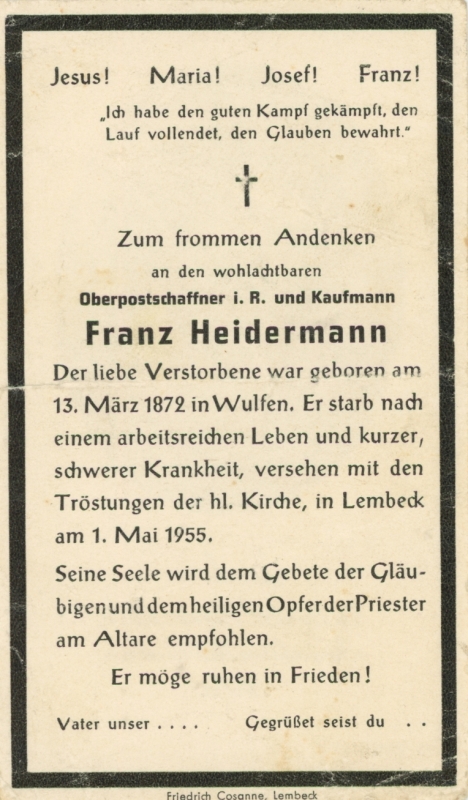 Jesus! Maria! Josef! Franz!
„Ich habe den guten Kampf gekämpft, den
Lauf vollendet, den Glauben bewahrt.“
Zum frommen Andenken
an den wohlachtbaren
Oberpostschaffner i. R. und Kaufmann
Franz Heidermann
Der liebe Verstorbene war geboren am
13. März 1872 in Wulfen. Er starb nach
einem arbeitsreichen Leben und kurzer,
schwerer Krankheit, versehen mit den
Tröstungen der hl. Kirche, in Lembeck
am 1. Mai 1955.
Seine Seele wird dem Gebete der Gläu-
bigen und dem heiligen Opfer der Priester
am Altare empfohlen.
Er möge ruhen in Frieden!
Vater unser . . . . Gegrüßet seist du . .
Friedrich Cosanne, Lembeck